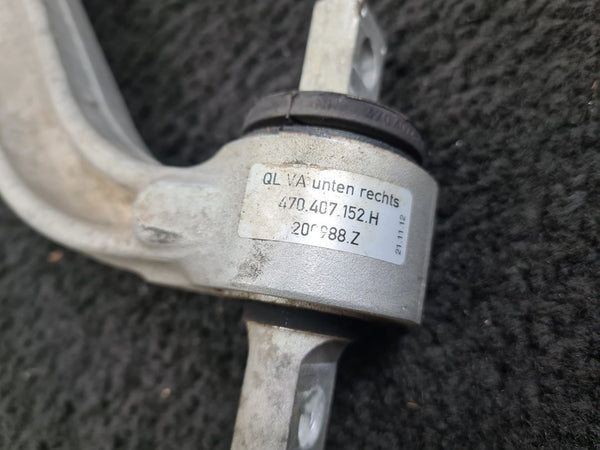 QL VA unten rechts
470.407.152.H
21.11.12